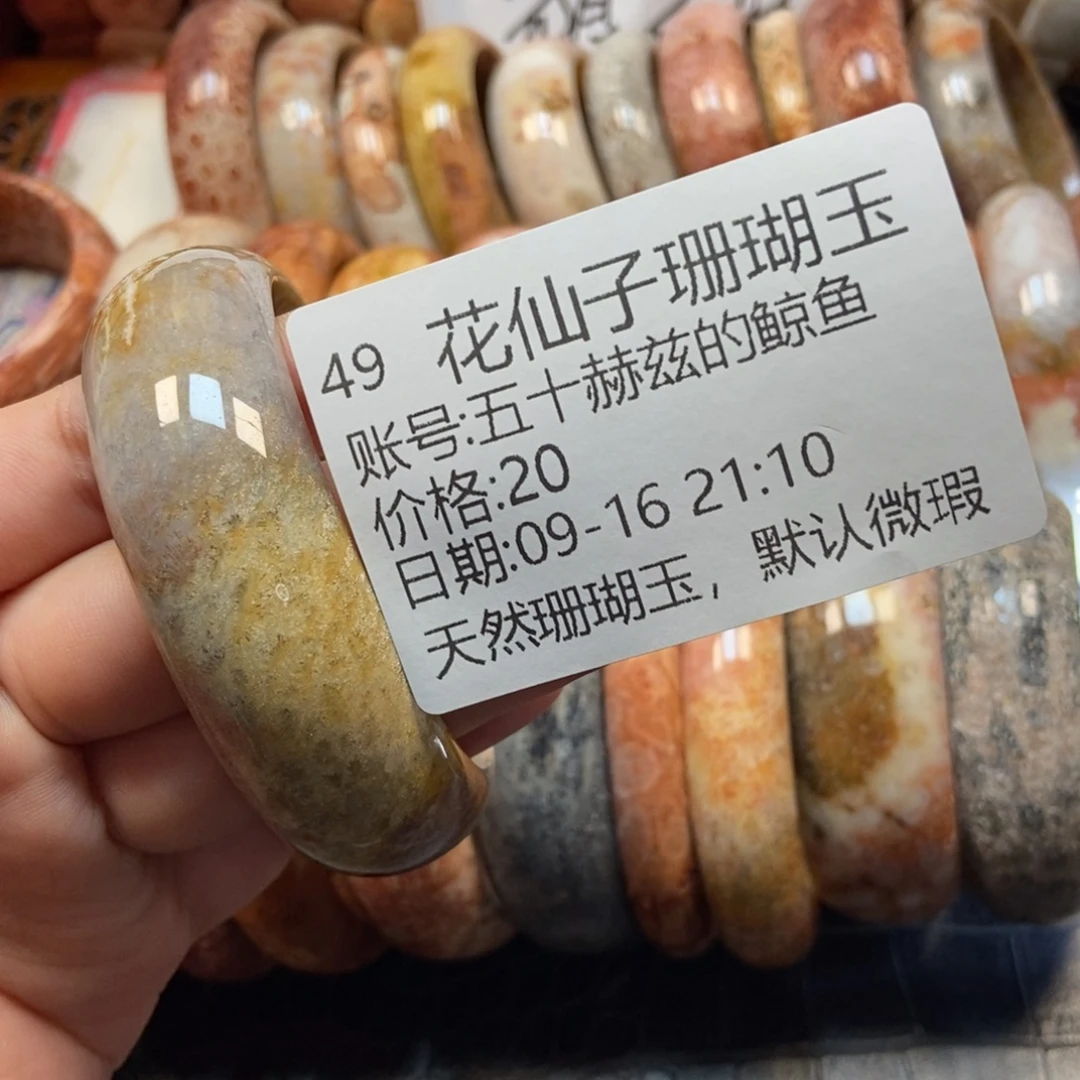 49 花仙子珊瑚玉
账号:五十赫兹的鲸鱼
价格:20
日期:09-16 21:10
天然珊瑚玉，默认微瑕